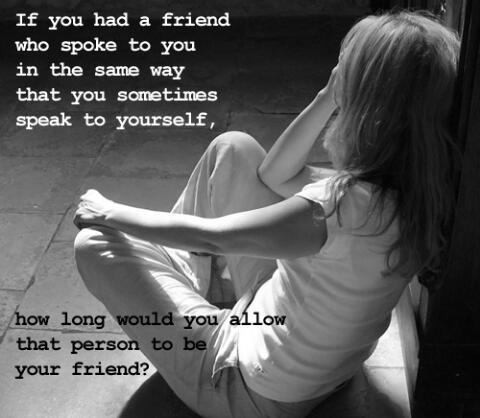 If you had a friend
who spoke to you
in the same way
that you sometimes
speak to yourself,
how long would you allow
that person to be
your friend?